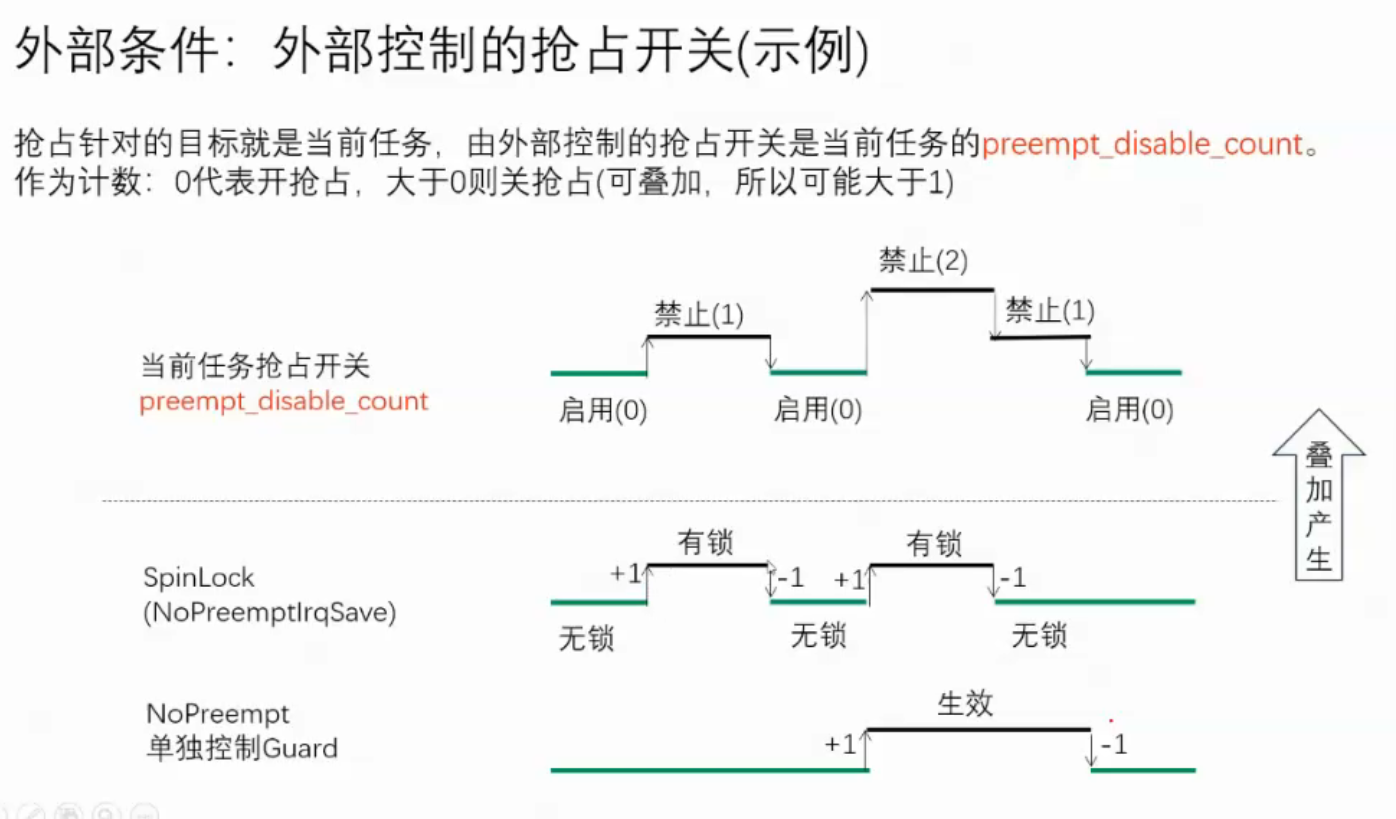 外部条件：外部控制的抢占开关(示例)
抢占针对的目标就是当前任务，由外部控制的抢占开关是当前任务的preempt_disable_count。
作为计数：0代表开抢占，大于0则关抢占(可叠加，所以可能大于1)
禁止(2)
禁止(1)
禁止(1)
当前任务抢占开关
preempt_disable_count
启用(0)
启用(0)
启用(0)
叠加产生
有锁
有锁
SpinLock
(NoPreemptIrqSave)
+1
-1
+1
-1
无锁
无锁
无锁
NoPreempt
单独控制Guard
生效
+1
-1